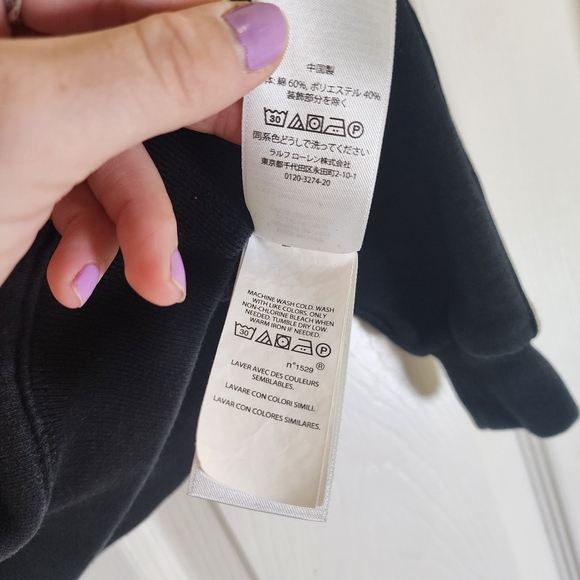 中国製
体: 綿 60%, ポリエステル 40%
装飾部分を除く
30 P
同系色どうしで洗ってください
ラルフ ローレン株式会社
東京都千代田区永田町2-10-1
0120-3274-20
MACHINE WASH COLD. WASH
WITH LIKE COLORS. ONLY
NON-CHLORINE BLEACH WHEN
NEEDED. TUMBLE DRY LOW.
WARM IRON IF NEEDED.
30 P
n°1529 ®
LAVER AVEC DES COULEURS
SEMBLABLES.
LAVARE CON COLORI SIMILI.
LAVAR CON COLORES SIMILARES.